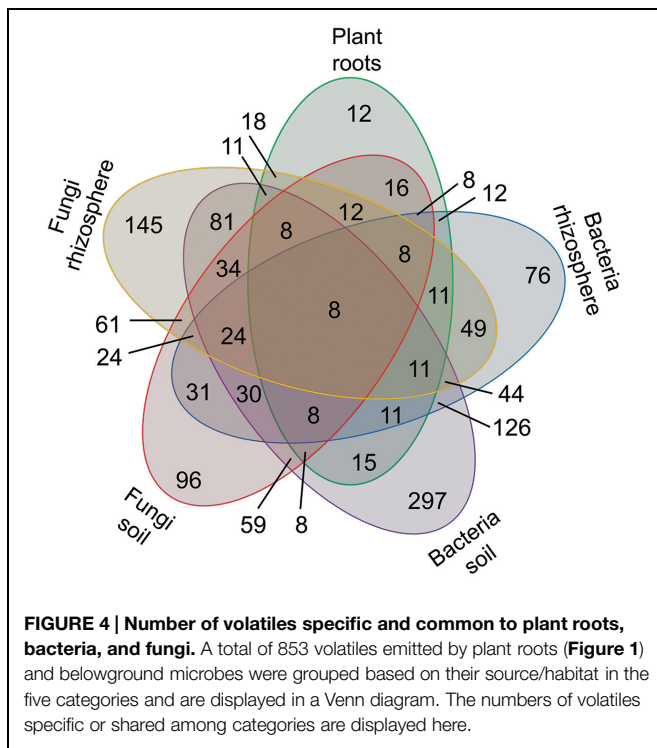 Plant
roots
12
18
11
16
8
12
Fungi
rhizosphere
Bacteria
rhizosphere
145
81
8
12
8
76
34
11
8
49
61
24
24
11
44
31
30
8
11
126
15
96
297
Fungi
soil
59
8
Bacteria
soil
FIGURE 4 | Number of volatiles specific and common to plant roots,
bacteria, and fungi. A total of 853 volatiles emitted by plant roots (Figure 1)
and belowground microbes were grouped based on their source/habitat in the
five categories and are displayed in a Venn diagram. The numbers of volatiles
specific or shared among categories are displayed here.